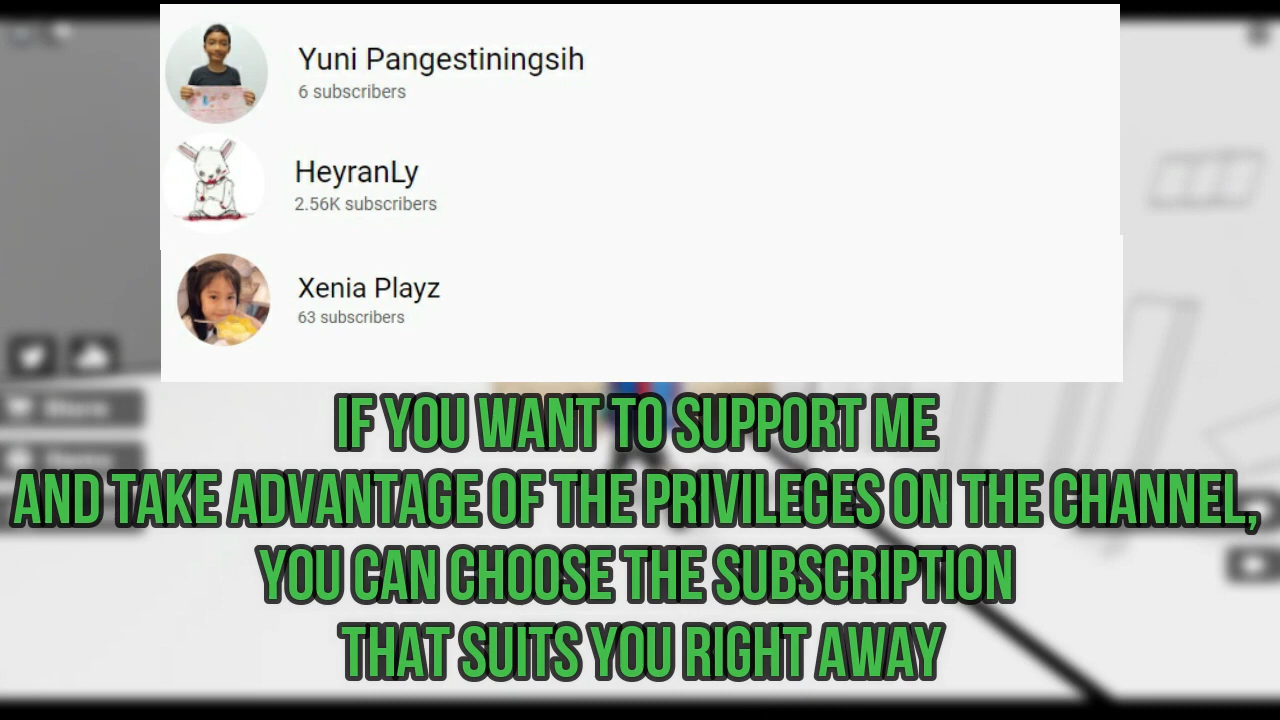 Yuni Pangestiningsih
6 subscribers
HeyranLy
2.56K subscribers
Xenia Playz
63 subscribers
IF YOU WANT TO SUPPORT ME
AND TAKE ADVANTAGE OF THE PRIVILEGES ON THE CHANNEL,
YOU CAN CHOOSE THE SUBSCRIPTION
THAT SUITS YOU RIGHT AWAY